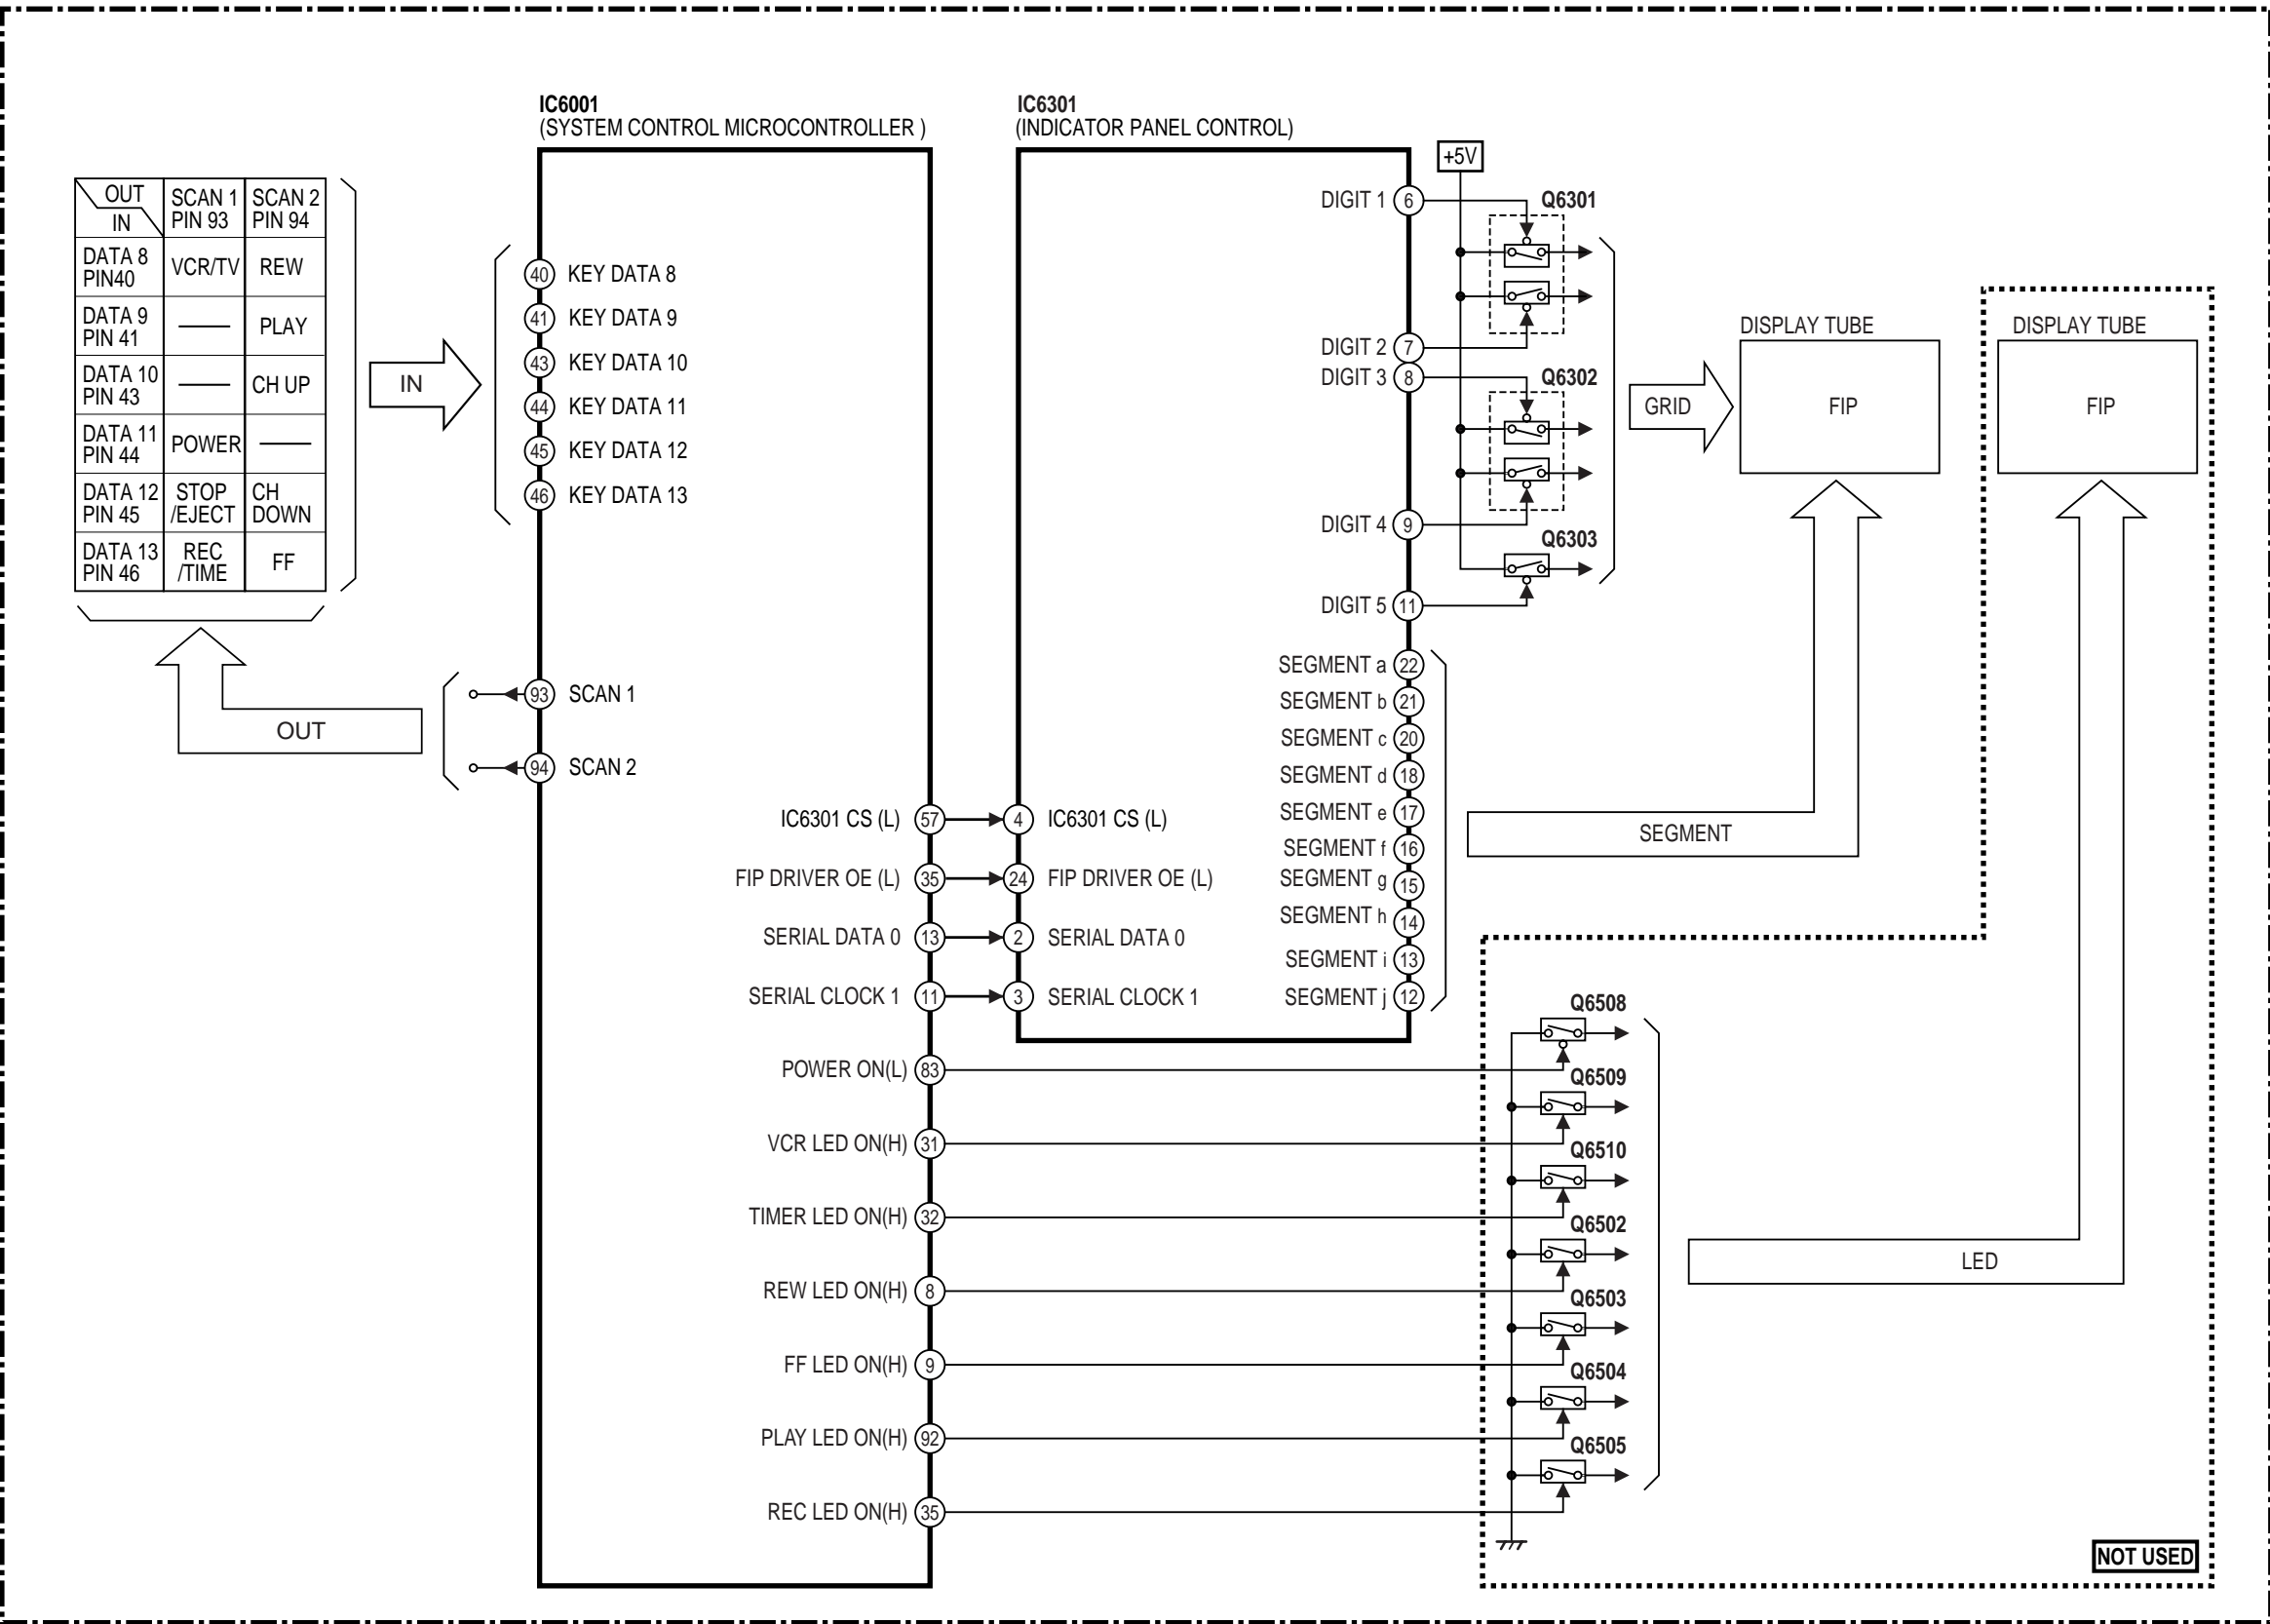 IC6001
(SYSTEM CONTROL MICROCONTROLLER )
IC6301
(INDICATOR PANEL CONTROL)
OUT
IN
SCAN 1
PIN 93
SCAN 2
PIN 94
DATA 8
PIN40
VCR/TV
REW
DATA 9
PIN 41
PLAY
DATA 10
PIN 43
CH UP
DATA 11
PIN 44
POWER
DATA 12
PIN 45
STOP
/EJECT
CH
DOWN
DATA 13
PIN 46
REC
/TIME
FF
IN
OUT
40 KEY DATA 8
41 KEY DATA 9
43 KEY DATA 10
44 KEY DATA 11
45 KEY DATA 12
46 KEY DATA 13
93 SCAN 1
94 SCAN 2
IC6301 CS (L) 57
FIP DRIVER OE (L) 35
SERIAL DATA 0 13
SERIAL CLOCK 1 11
POWER ON(L) 83
VCR LED ON(H) 31
TIMER LED ON(H) 32
REW LED ON(H) 8
FF LED ON(H) 9
PLAY LED ON(H) 92
REC LED ON(H) 35
4 IC6301 CS (L)
24 FIP DRIVER OE (L)
2 SERIAL DATA 0
3 SERIAL CLOCK 1
DIGIT 1 6
DIGIT 2 7
DIGIT 3 8
DIGIT 4 9
DIGIT 5 11
SEGMENT a 22
SEGMENT b 21
SEGMENT c 20
SEGMENT d 18
SEGMENT e 17
SEGMENT f 16
SEGMENT g 15
SEGMENT h 14
SEGMENT i 13
SEGMENT j 12
+5V
Q6301
Q6302
Q6303
GRID
DISPLAY TUBE
FIP
DISPLAY TUBE
FIP
SEGMENT
Q6508
Q6509
Q6510
Q6502
Q6503
Q6504
Q6505
LED
NOT USED